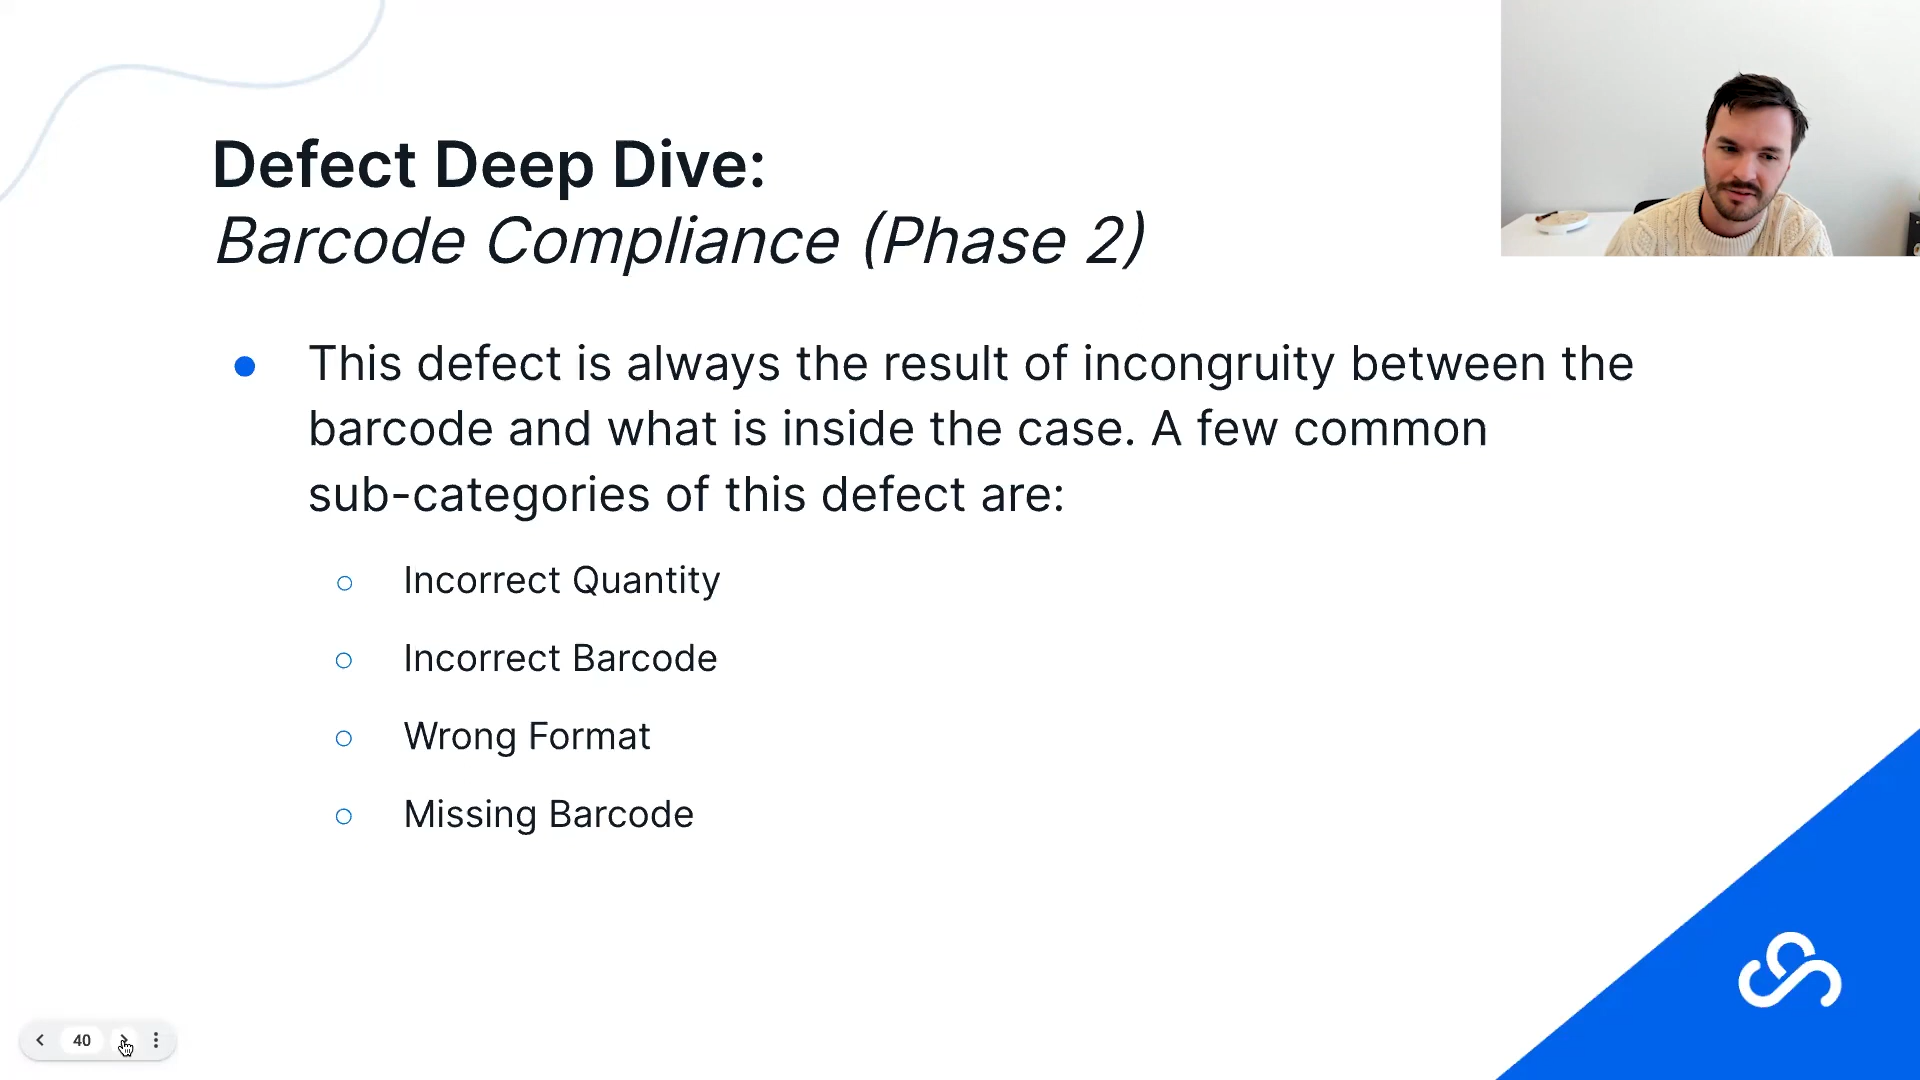 Defect Deep Dive:
Barcode Compliance (Phase 2)
This defect is always the result of incongruity between the
barcode and what is inside the case. A few common
sub-categories of this defect are:
Incorrect Quantity
Incorrect Barcode
Wrong Format
Missing Barcode
40